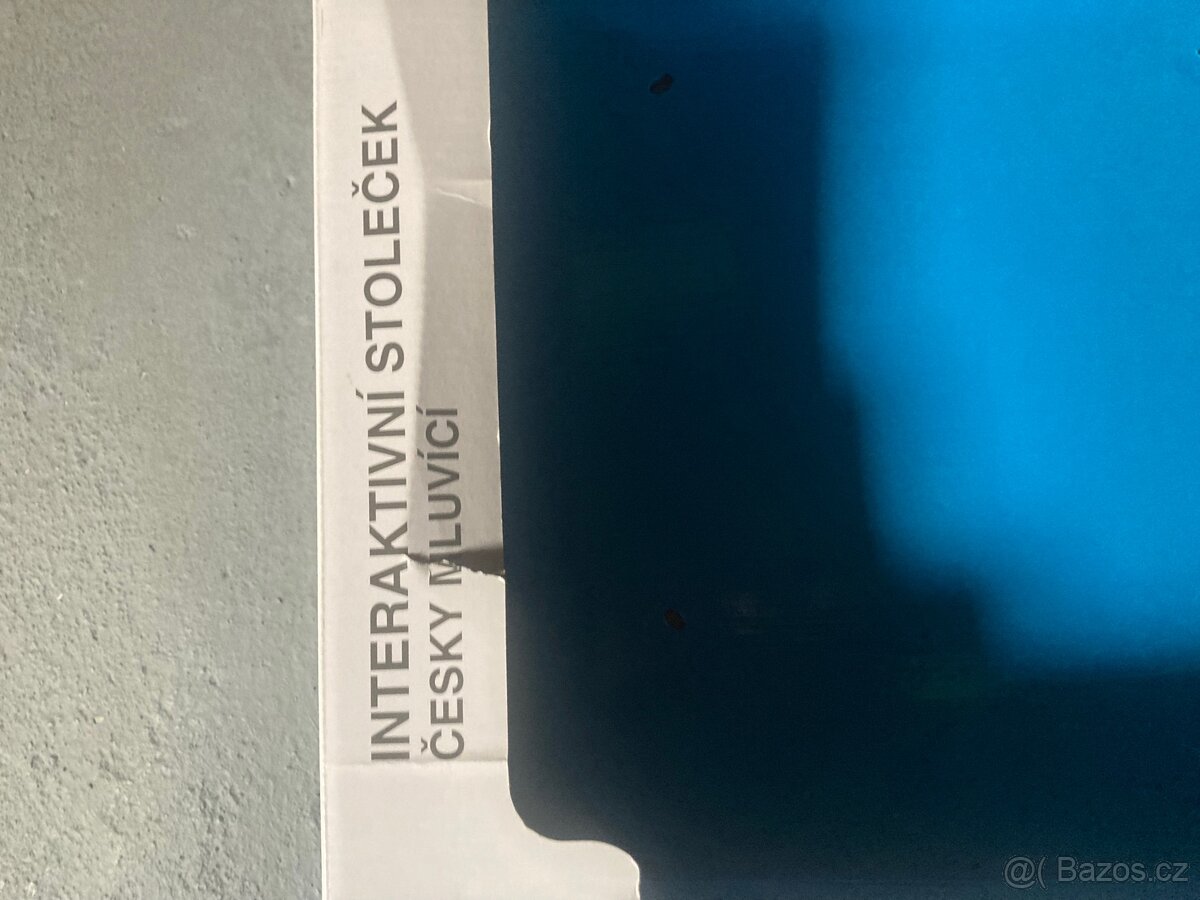 INTERAKTIVNÍ STOLEČEK
ČESKY MLUVÍCÍ
@( Bazos.cz